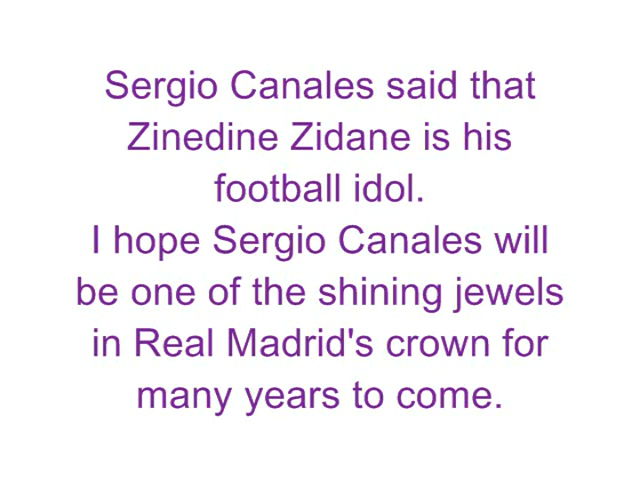 Sergio Canales said that
Zinedine Zidane is his
football idol.
I hope Sergio Canales will
be one of the shining jewels
in Real Madrid's crown for
many years to come.